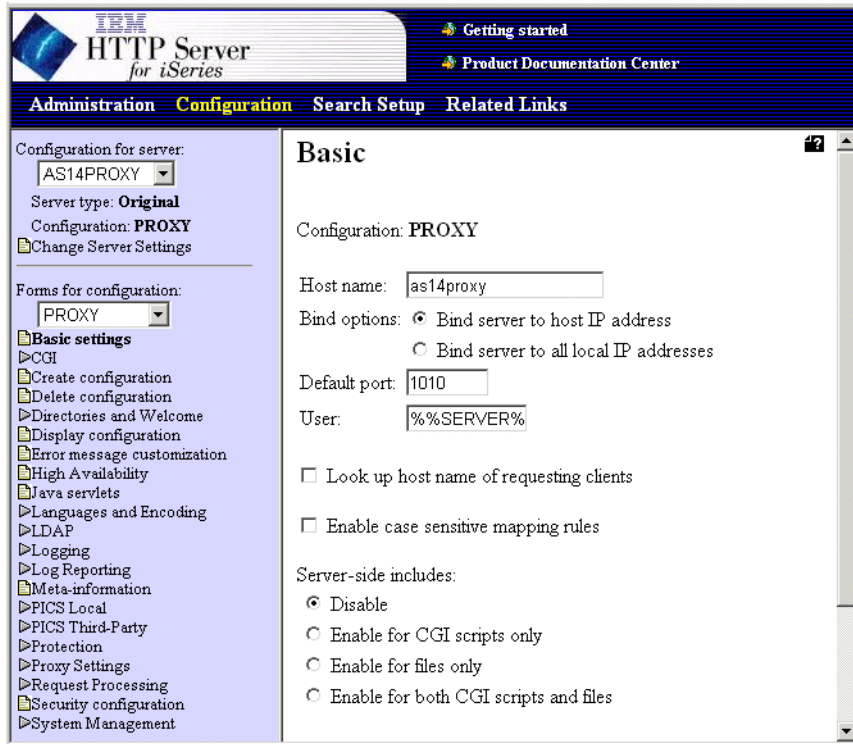 IBM
HTTP Server
for iSeries
Getting started
Product Documentation Center
Administration Configuration Search Setup Related Links
Configuration for server:
AS14PROXY
Server type: Original
Configuration: PROXY
Change Server Settings
Forms for configuration:
PROXY
Basic settings
CGI
Create configuration
Delete configuration
Directories and Welcome
Display configuration
Error message customization
High Availability
Java servlets
Languages and Encoding
LDAP
Logging
Log Reporting
Meta-information
PICS Local
PICS Third-Party
Protection
Proxy Settings
Request Processing
Security configuration
System Management
Basic
Configuration: PROXY
Host name: as14proxy
Bind options: Bind server to host IP address
Bind server to all local IP addresses
Default port: 1010
User: %%SERVER%
Look up host name of requesting clients
Enable case sensitive mapping rules
Server-side includes:
Disable
Enable for CGI scripts only
Enable for files only
Enable for both CGI scripts and files